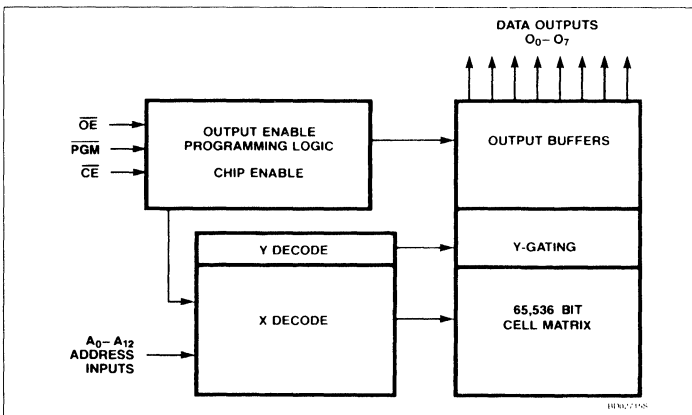 DATA OUTPUTS
O₀– O₇
OE
PGM
CE
OUTPUT ENABLE
PROGRAMMING LOGIC
CHIP ENABLE
OUTPUT BUFFERS
Y DECODE
Y-GATING
X DECODE
65,536 BIT
CELL MATRIX
A₀– A₁₂
ADDRESS
INPUTS